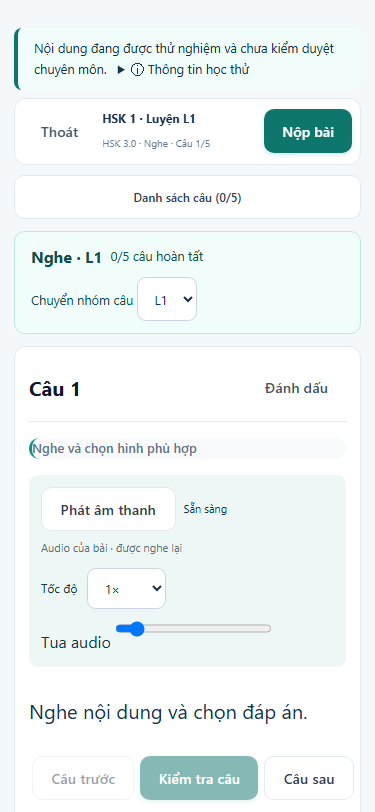 Nội dung đang được thử nghiệm và chưa kiểm duyệt
chuyên môn. ▶ ⓘ Thông tin học thử
Thoát
HSK 1 · Luyện L1
HSK 3.0 · Nghe · Câu 1/5
Nộp bài
Danh sách câu (0/5)
Nghe · L1 0/5 câu hoàn tất
Chuyển nhóm câu L1
Câu 1 Đánh dấu
Nghe và chọn hình phù hợp
Phát âm thanh Sẵn sàng
Audio của bài · được nghe lại
Tốc độ 1×
Tua audio
Nghe nội dung và chọn đáp án.
Câu trước Kiểm tra câu Câu sau